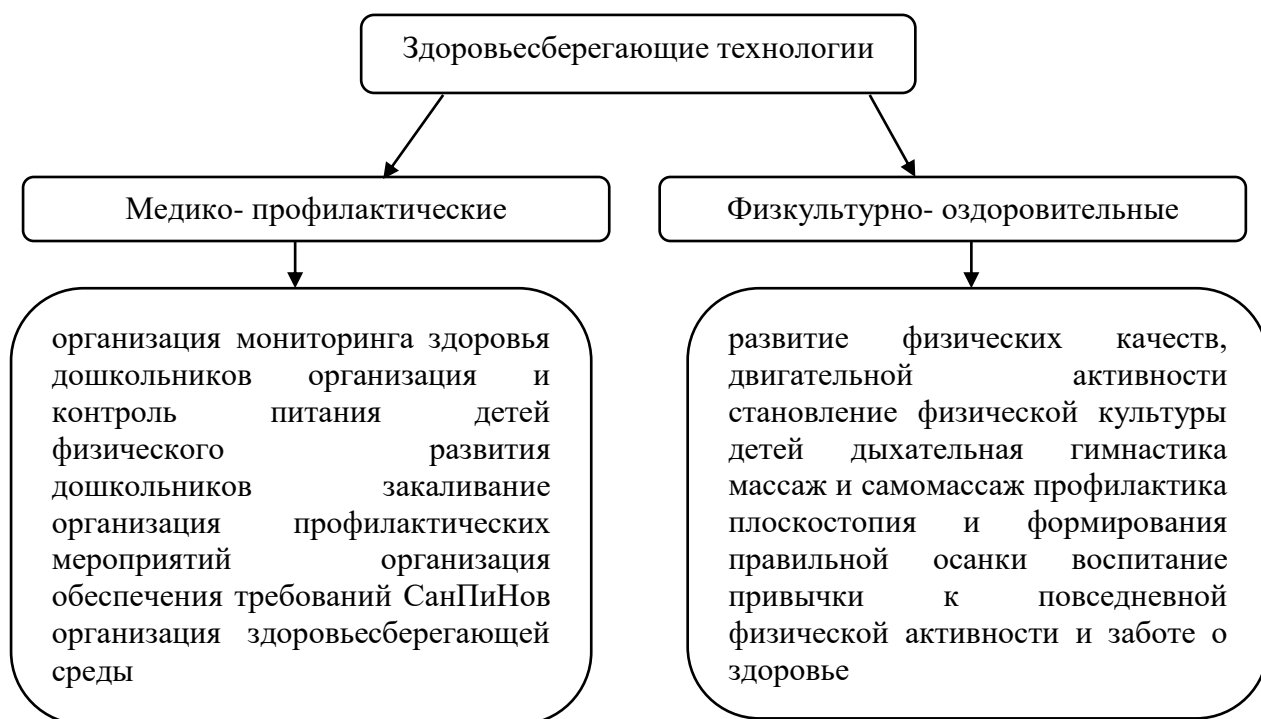 Здоровьесберегающие технологии
Медико- профилактические
Физкультурно- оздоровительные
организация мониторинга здоровья
дошкольников организация и
контроль питания детей
физического развития
дошкольников закаливание
организация профилактических
мероприятий организация
обеспечения требований СанПиНов
организация здоровьесберегающей
среды
развитие физических качеств,
двигательной активности
становление физической культуры
детей дыхательная гимнастика
массаж и самомассаж профилактика
плоскостопия и формирования
правильной осанки воспитание
привычки к повседневной
физической активности и заботе о
здоровье